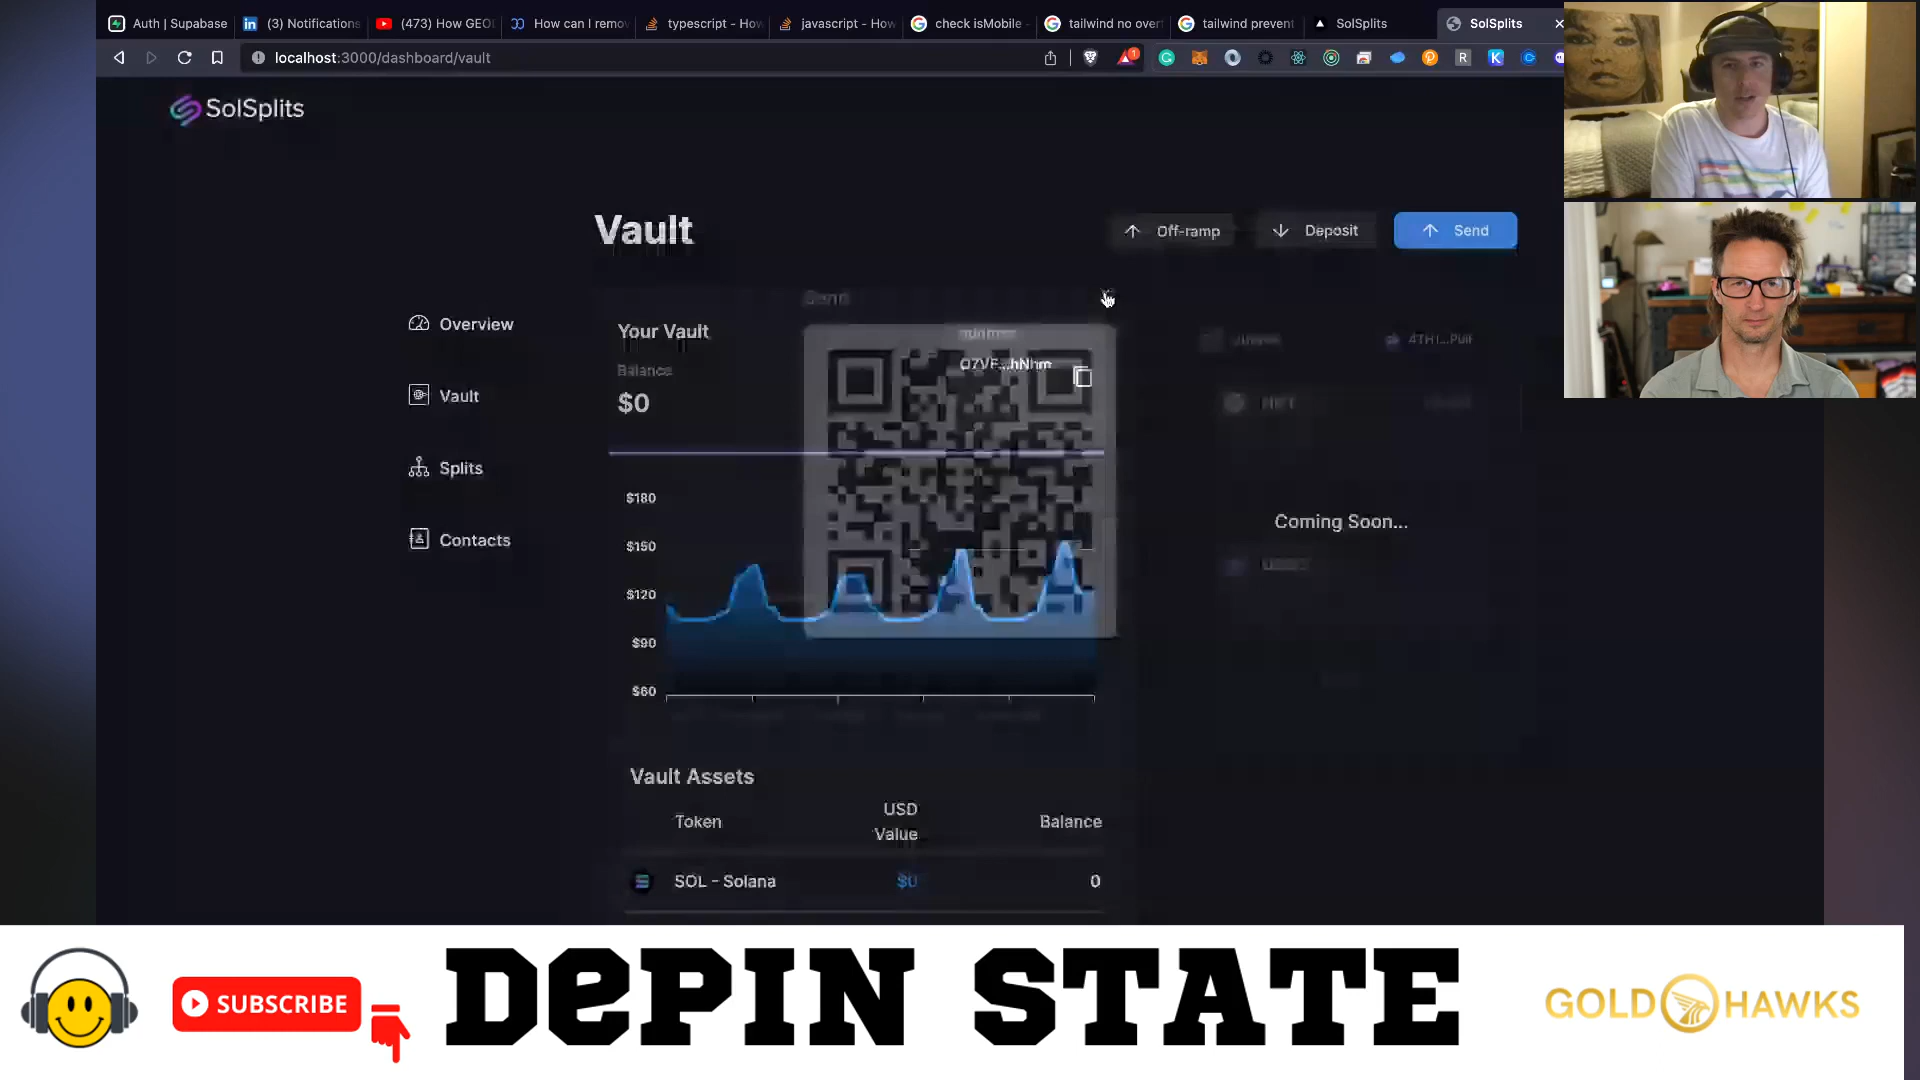 Auth | Supabase
(3) Notifications
(473) How GEO
How can I remov
typescript - How
javascript - How
check isMobile -
tailwind no over
tailwind prevent
SolSplits
SolSplits
localhost:3000/dashboard/vault
1
SolSplits
Vault
Off-ramp
Deposit
Send
Overview
Vault
Splits
Contacts
Your Vault
Balance
$0
$180
$150
$120
$90
$60
Coming Soon...
Vault Assets
Token
USD Value
Balance
SOL - Solana
$0
0
SUBSCRIBE
DePIN STATE
GOLD HAWKS